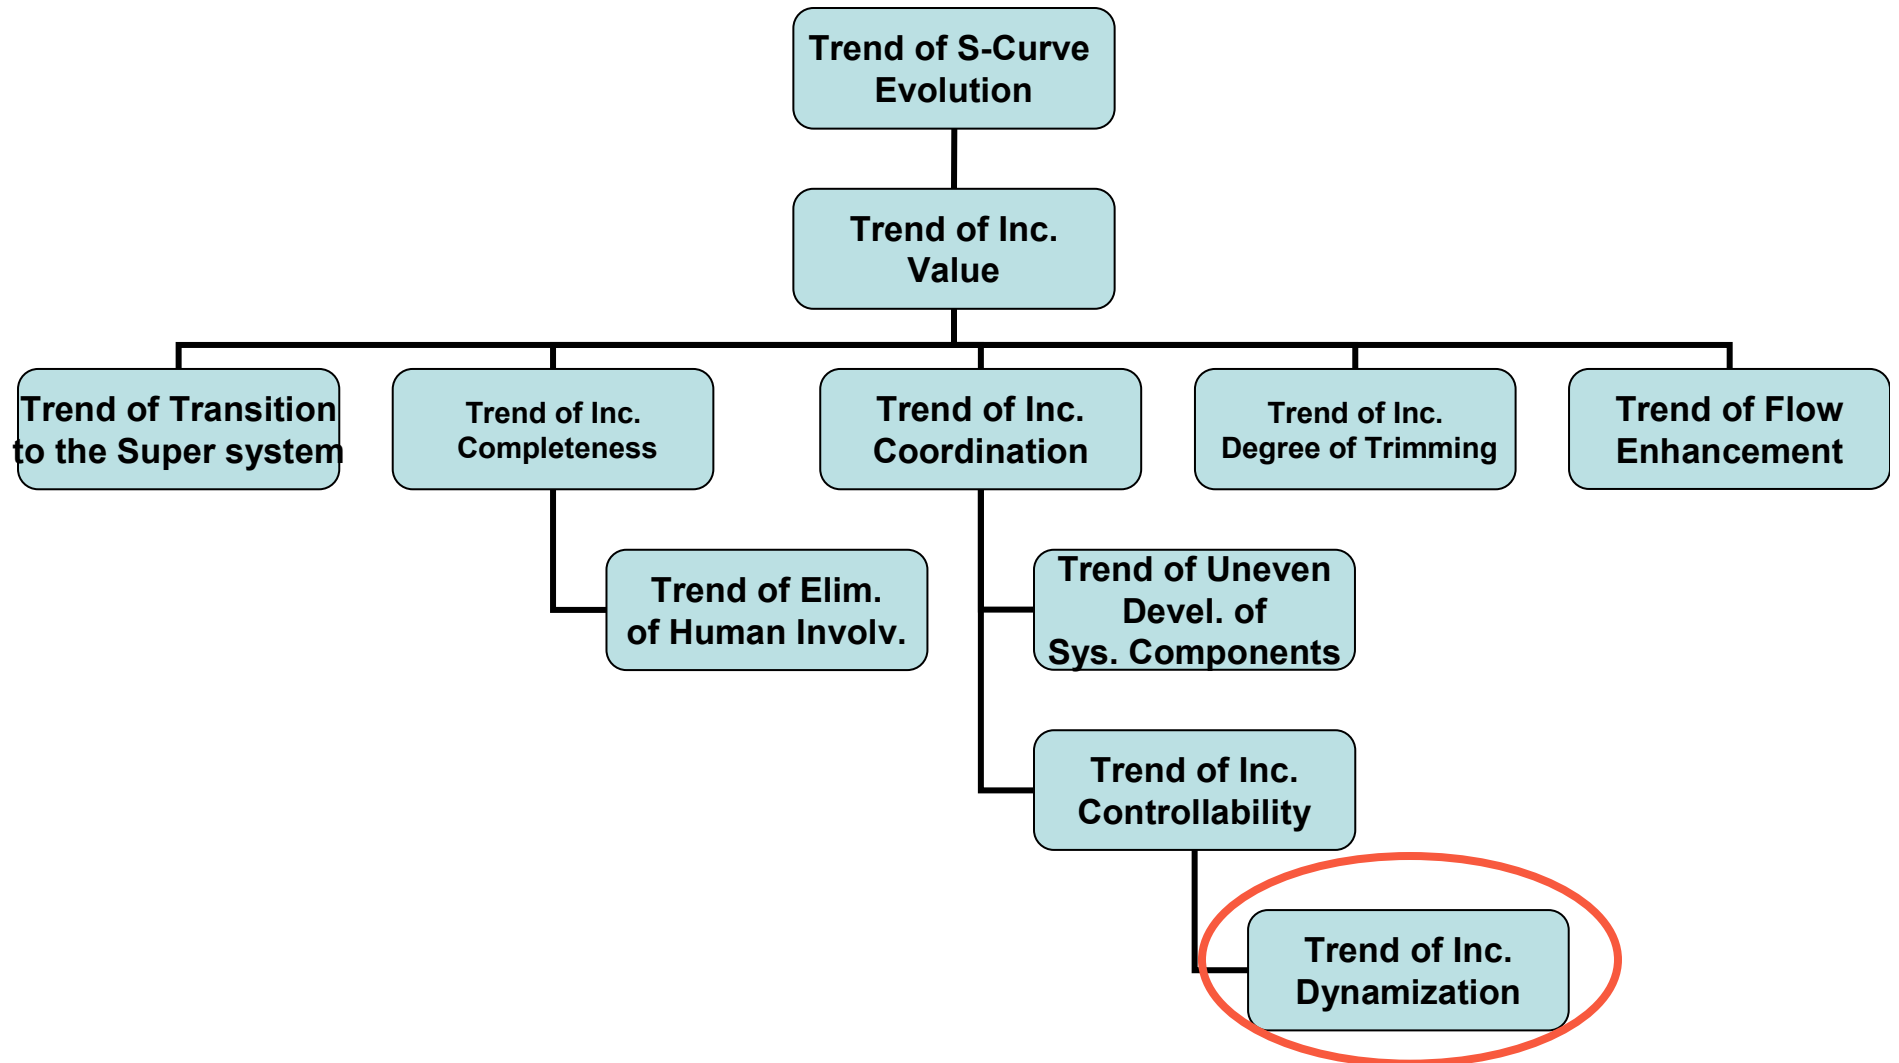 Trend of S-Curve
Evolution
Trend of Inc.
Value
Trend of Transition
to the Super system
Trend of Inc.
Completeness
Trend of Inc.
Coordination
Trend of Inc.
Degree of Trimming
Trend of Flow
Enhancement
Trend of Elim.
of Human Involv.
Trend of Uneven
Devel. of
Sys. Components
Trend of Inc.
Controllability
Trend of Inc.
Dynamization